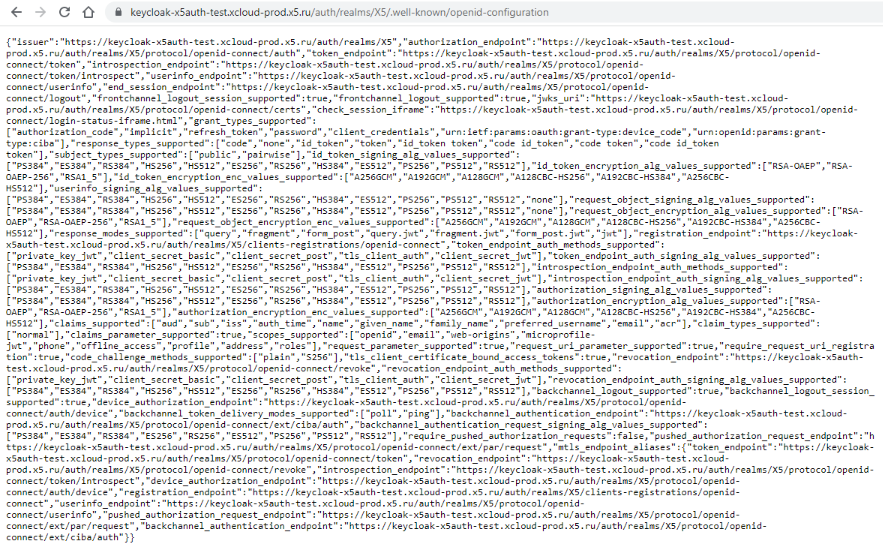 keycloak-x5auth-test.xcloud-prod.x5.ru/auth/realms/X5/.well-known/openid-configuration
{"issuer":"https://keycloak-x5auth-test.xcloud-prod.x5.ru/auth/realms/X5","authorization_endpoint":"https://keycloak-x5auth-test.xcloud-
prod.x5.ru/auth/realms/X5/protocol/openid-connect/auth","token_endpoint":"https://keycloak-x5auth-test.xcloud-prod.x5.ru/auth/realms/X5/protocol/openid-
connect/token","introspection_endpoint":"https://keycloak-x5auth-test.xcloud-prod.x5.ru/auth/realms/X5/protocol/openid-
connect/token/introspect","userinfo_endpoint":"https://keycloak-x5auth-test.xcloud-prod.x5.ru/auth/realms/X5/protocol/openid-
connect/userinfo","end_session_endpoint":"https://keycloak-x5auth-test.xcloud-prod.x5.ru/auth/realms/X5/protocol/openid-
connect/logout","frontchannel_logout_session_supported":true,"frontchannel_logout_supported":true,"jwks_uri":"https://keycloak-x5auth-test.xcloud-
prod.x5.ru/auth/realms/X5/protocol/openid-connect/certs","check_session_iframe":"https://keycloak-x5auth-test.xcloud-prod.x5.ru/auth/realms/X5/protocol/openid-
connect/login-status-iframe.html","grant_types_supported":
["authorization_code","implicit","refresh_token","password","client_credentials","urn:ietf:params:oauth:grant-type:device_code","urn:openid:params:grant-
type:ciba"],"response_types_supported":["code","none","id_token","token","id_token token","code id_token","code token","code id_token
token"],"subject_types_supported":["public","pairwise"],"id_token_signing_alg_values_supported":
["PS384","ES384","RS384","HS256","HS512","ES256","RS256","HS384","ES512","PS256","PS512","RS512"],"id_token_encryption_alg_values_supported":["RSA-OAEP","RSA-
OAEP-256","RSA1_5"],"id_token_encryption_enc_values_supported":["A256GCM","A192GCM","A128GCM","A128CBC-HS256","A192CBC-HS384","A256CBC-
HS512"],"userinfo_signing_alg_values_supported":
["PS384","ES384","RS384","HS256","HS512","ES256","RS256","HS384","ES512","PS256","PS512","RS512","none"],"request_object_signing_alg_values_supported":
["PS384","ES384","RS384","HS256","HS512","ES256","RS256","HS384","ES512","PS256","PS512","RS512","none"],"request_object_encryption_alg_values_supported":["RSA-
OAEP","RSA-OAEP-256","RSA1_5"],"request_object_encryption_enc_values_supported":["A256GCM","A192GCM","A128GCM","A128CBC-HS256","A192CBC-HS384","A256CBC-
HS512"],"response_modes_supported":["query","fragment","form_post","query.jwt","fragment.jwt","form_post.jwt","jwt"],"registration_endpoint":"https://keycloak-
x5auth-test.xcloud-prod.x5.ru/auth/realms/X5/clients-registrations/openid-connect","token_endpoint_auth_methods_supported":
["private_key_jwt","client_secret_basic","client_secret_post","tls_client_auth","client_secret_jwt"],"token_endpoint_auth_signing_alg_values_supported":
["PS384","ES384","RS384","HS256","HS512","ES256","RS256","HS384","ES512","PS256","PS512","RS512"],"introspection_endpoint_auth_methods_supported":
["private_key_jwt","client_secret_basic","client_secret_post","tls_client_auth","client_secret_jwt"],"introspection_endpoint_auth_signing_alg_values_supported":
["PS384","ES384","RS384","HS256","HS512","ES256","RS256","HS384","ES512","PS256","PS512","RS512"],"authorization_signing_alg_values_supported":
["PS384","ES384","RS384","HS256","HS512","ES256","RS256","HS384","ES512","PS256","PS512","RS512"],"authorization_encryption_alg_values_supported":["RSA-
OAEP","RSA-OAEP-256","RSA1_5"],"authorization_encryption_enc_values_supported":["A256GCM","A192GCM","A128GCM","A128CBC-HS256","A192CBC-HS384","A256CBC-
HS512"],"claims_supported":["aud","sub","iss","auth_time","name","given_name","family_name","preferred_username","email","acr"],"claim_types_supported":
["normal"],"claims_parameter_supported":true,"scopes_supported":["openid","email","web-origins","microprofile-
jwt","phone","offline_access","profile","address","roles"],"request_parameter_supported":true,"request_uri_parameter_supported":true,"require_request_uri_registra
tion":true,"code_challenge_methods_supported":["plain","S256"],"tls_client_certificate_bound_access_tokens":true,"revocation_endpoint":"https://keycloak-x5auth-
test.xcloud-prod.x5.ru/auth/realms/X5/protocol/openid-connect/revoke","revocation_endpoint_auth_methods_supported":
["private_key_jwt","client_secret_basic","client_secret_post","tls_client_auth","client_secret_jwt"],"revocation_endpoint_auth_signing_alg_values_supported":
["PS384","ES384","RS384","HS256","HS512","ES256","RS256","HS384","ES512","PS256","PS512","RS512"],"backchannel_logout_supported":true,"backchannel_logout_session_
supported":true,"device_authorization_endpoint":"https://keycloak-x5auth-test.xcloud-prod.x5.ru/auth/realms/X5/protocol/openid-
connect/auth/device","backchannel_token_delivery_modes_supported":["poll","ping"],"backchannel_authentication_endpoint":"https://keycloak-x5auth-test.xcloud-
prod.x5.ru/auth/realms/X5/protocol/openid-connect/ext/ciba/auth","backchannel_authentication_request_signing_alg_values_supported":
["PS384","ES384","RS384","ES256","RS256","ES512","PS256","PS512","RS512"],"require_pushed_authorization_requests":false,"pushed_authorization_request_endpoint":"h
ttps://keycloak-x5auth-test.xcloud-prod.x5.ru/auth/realms/X5/protocol/openid-connect/ext/par/request","mtls_endpoint_aliases":{"token_endpoint":"https://keycloak-
x5auth-test.xcloud-prod.x5.ru/auth/realms/X5/protocol/openid-connect/token","revocation_endpoint":"https://keycloak-x5auth-test.xcloud-
prod.x5.ru/auth/realms/X5/protocol/openid-connect/revoke","introspection_endpoint":"https://keycloak-x5auth-test.xcloud-prod.x5.ru/auth/realms/X5/protocol/openid-
connect/token/introspect","device_authorization_endpoint":"https://keycloak-x5auth-test.xcloud-prod.x5.ru/auth/realms/X5/protocol/openid-
connect/auth/device","registration_endpoint":"https://keycloak-x5auth-test.xcloud-prod.x5.ru/auth/realms/X5/clients-registrations/openid-
connect","userinfo_endpoint":"https://keycloak-x5auth-test.xcloud-prod.x5.ru/auth/realms/X5/protocol/openid-
connect/userinfo","pushed_authorization_request_endpoint":"https://keycloak-x5auth-test.xcloud-prod.x5.ru/auth/realms/X5/protocol/openid-
connect/ext/par/request","backchannel_authentication_endpoint":"https://keycloak-x5auth-test.xcloud-prod.x5.ru/auth/realms/X5/protocol/openid-
connect/ext/ciba/auth"}}